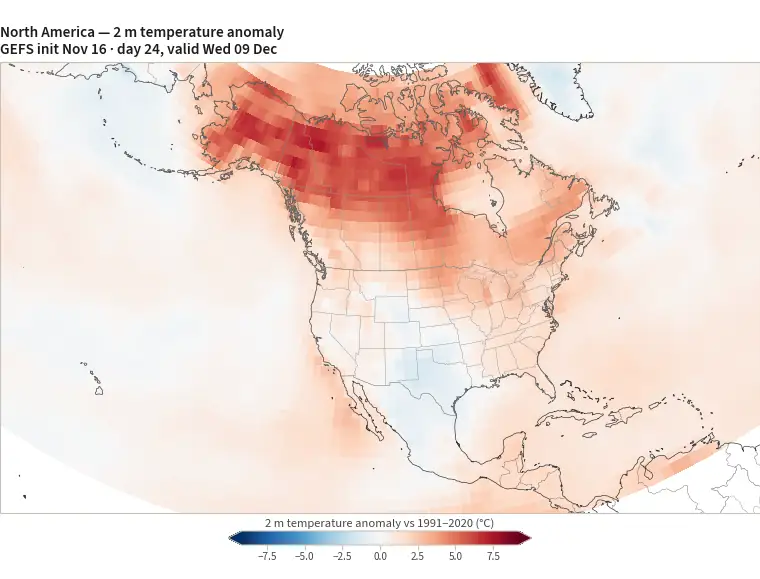 North America — 2 m temperature anomaly
GEFS init Nov 16 · day 24, valid Wed 09 Dec
2 m temperature anomaly vs 1991–2020 (°C)
−7.5 −5.0 −2.5 0.0 2.5 5.0 7.5